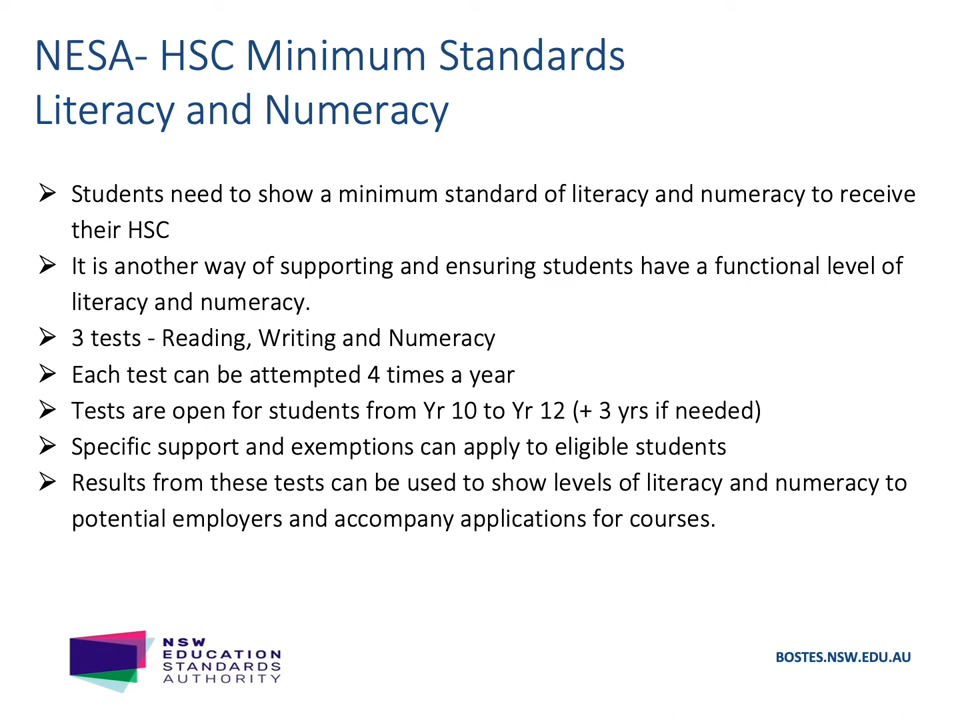 NESA- HSC Minimum Standards
Literacy and Numeracy
Students need to show a minimum standard of literacy and numeracy to receive
their HSC
It is another way of supporting and ensuring students have a functional level of
literacy and numeracy.
3 tests - Reading, Writing and Numeracy
Each test can be attempted 4 times a year
Tests are open for students from Yr 10 to Yr 12 (+ 3 yrs if needed)
Specific support and exemptions can apply to eligible students
Results from these tests can be used to show levels of literacy and numeracy to
potential employers and accompany applications for courses.
NSW
EDUCATION
STANDARDS
AUTHORITY
BOSTES.NSW.EDU.AU